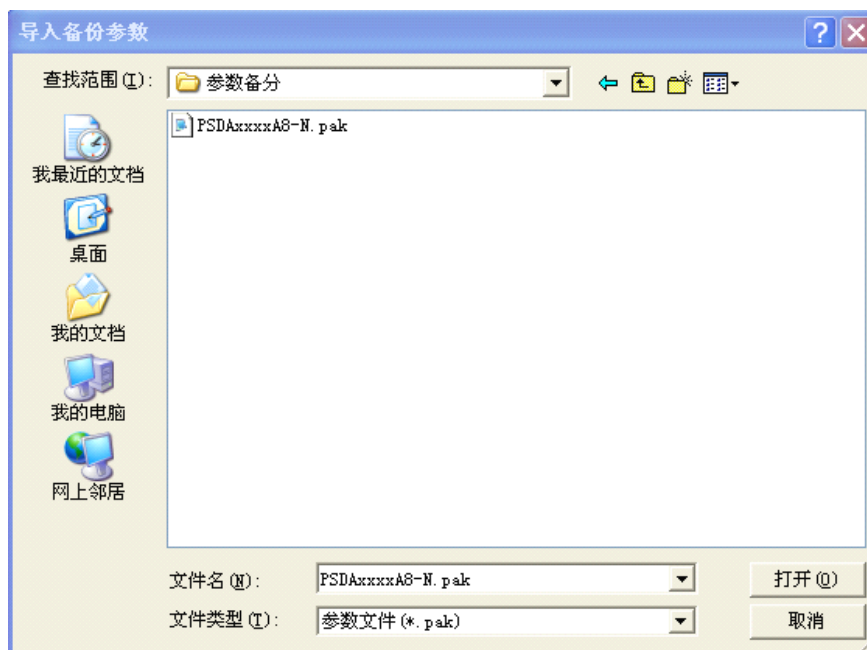 导入备份参数
查找范围(I):
参数备分
PSDAxxxxA8-N.pak
我最近的文档
桌面
我的文档
我的电脑
网上邻居
文件名(N):
PSDAxxxxA8-N.pak
打开(O)
文件类型(T):
参数文件(*.pak)
取消